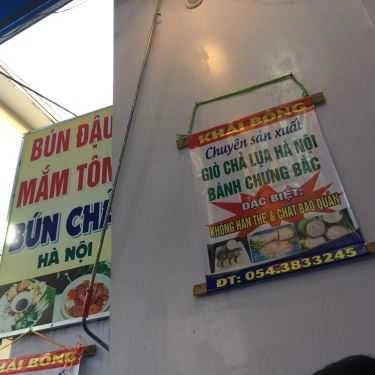 BÚN ĐẬU
MẮM TÔM
BÚN CHẢ
HÀ NỘI
KHẢI BÔNG
KHẢI BÔNG
Chuyên sản xuất
GIÒ CHẢ LỤA HÀ NỘI
BÁNH CHƯNG BẮC
ĐẶC BIỆT:
KHÔNG HÀN THE & CHẤT BẢO QUẢN
ĐT: 054.3833245